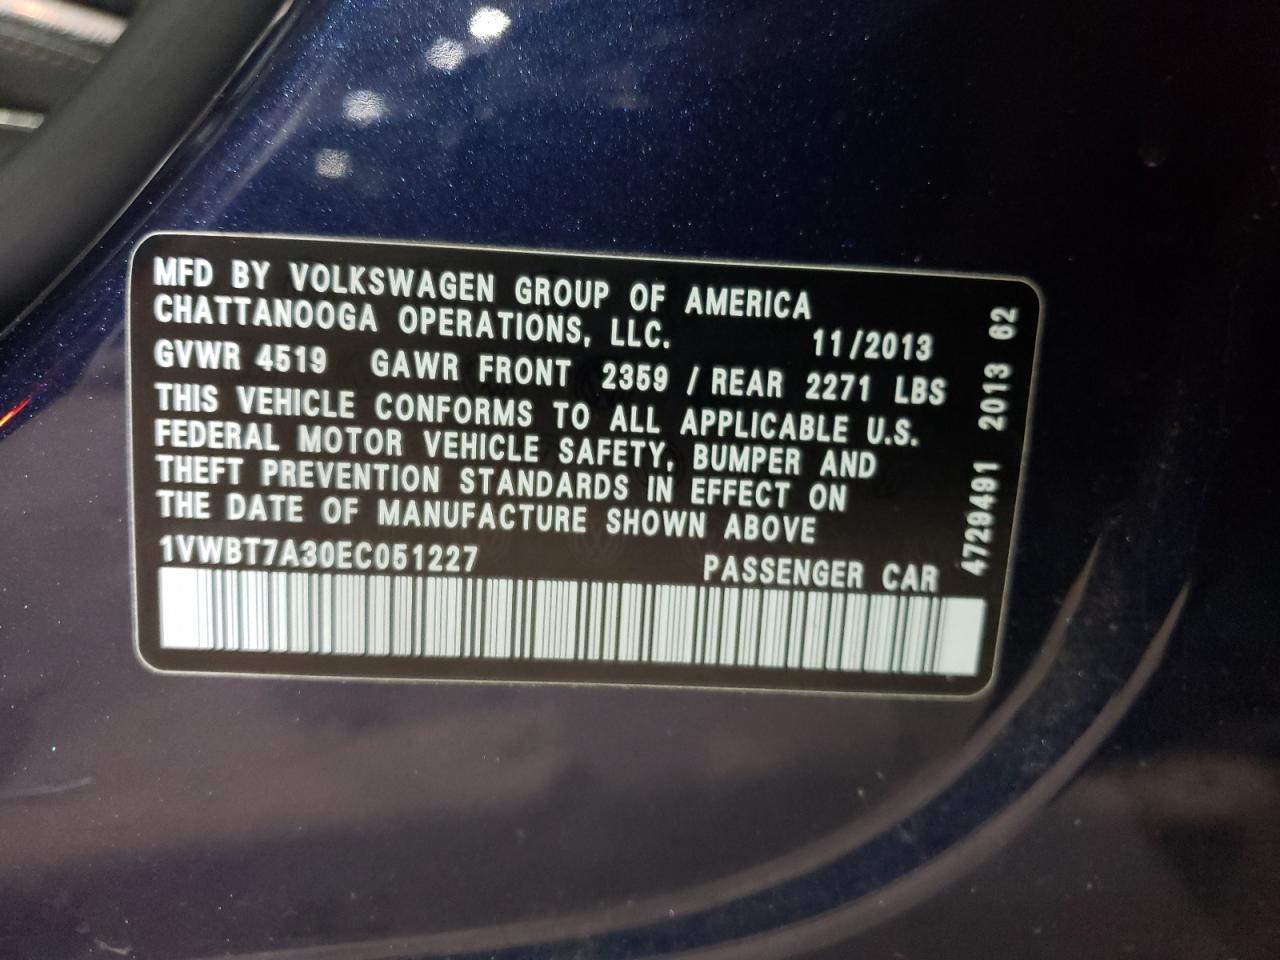 MFD BY VOLKSWAGEN GROUP OF AMERICA
CHATTANOOGA OPERATIONS, LLC. 11/2013
GVWR 4519 GAWR FRONT 2359 / REAR 2271 LBS
THIS VEHICLE CONFORMS TO ALL APPLICABLE U.S.
FEDERAL MOTOR VEHICLE SAFETY, BUMPER AND
THEFT PREVENTION STANDARDS IN EFFECT ON
THE DATE OF MANUFACTURE SHOWN ABOVE
1VWBT7A30EC051227 PASSENGER CAR
4729491 2013 62